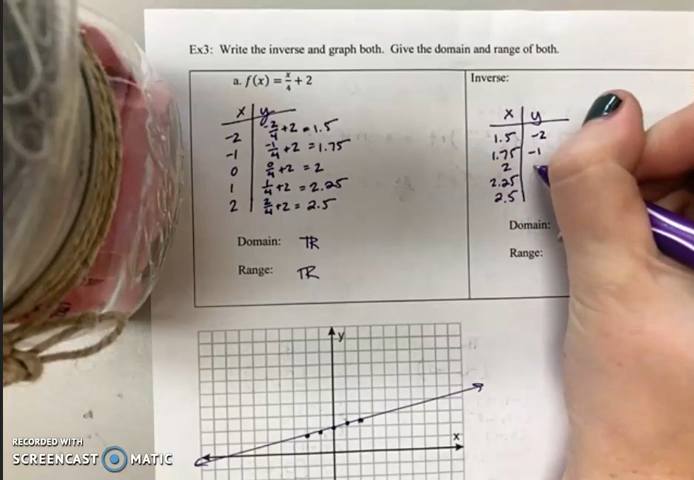 Ex3: Write the inverse and graph both. Give the domain and range of both.
a. f(x) = x/4 + 2
x y
-2 -2/4 + 2 = 1.5
-1 -1/4 + 2 = 1.75
0 0/4 + 2 = 2
1 1/4 + 2 = 2.25
2 2/4 + 2 = 2.5
Domain: ℝ
Range: ℝ
Inverse:
x y
1.5 -2
1.75 -1
2
2.25
2.5
Domain:
Range:
y
x
RECORDED WITH
SCREENCAST MATIC